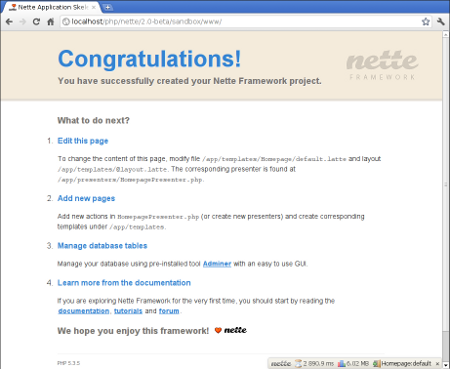 Nette Application Skele
localhost/php/nette/2.0-beta/sandbox/www/
Congratulations!
You have successfully created your Nette Framework project.
nette
FRAMEWORK
What to do next?
1. Edit this page
To change the content of this page, modify file /app/templates/Homepage/default.latte and layout
/app/templates/@layout.latte. The corresponding presenter is found at
/app/presenters/HomepagePresenter.php.
2. Add new pages
Add new actions in HomepagePresenter.php (or create new presenters) and create corresponding
templates under /app/templates.
3. Manage database tables
Manage your database using pre-installed tool Adminer with an easy to use GUI.
4. Learn more from the documentation
If you are exploring Nette Framework for the very first time, you should start by reading the
documentation, tutorials and forum.
We hope you enjoy this framework! nette
PHP 5.3.5
nette 2 890.9 ms 6.02 MB Homepage:default